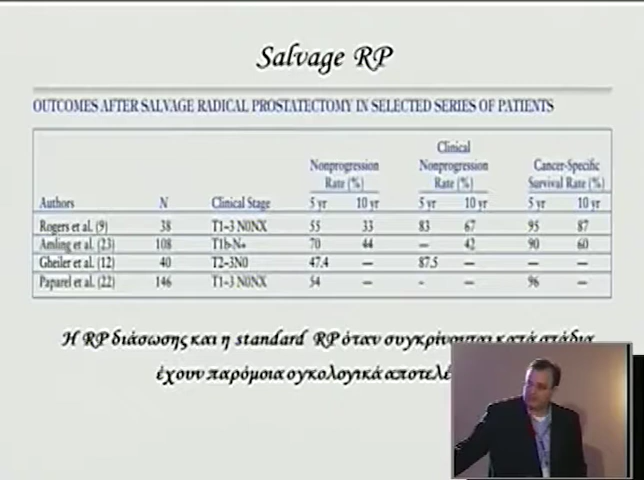 Salvage RP
OUTCOMES AFTER SALVAGE RADICAL PROSTATECTOMY IN SELECTED SERIES OF PATIENTS
Authors N Clinical Stage Nonprogression Rate (%) Clinical Nonprogression Rate (%) Cancer-Specific Survival Rate (%)
5 yr 10 yr 5 yr 10 yr 5 yr 10 yr
Rogers et al. (9) 38 T1-3 N0NX 55 33 83 67 95 87
Amling et al. (23) 108 T1b-N+ 70 44 – 42 90 60
Gheiler et al. (12) 40 T2-3N0 47.4 – 87.5 – – –
Paparel et al. (22) 146 T1-3 N0NX 54 – - – 96 –
Η RP διάσωσης και η standard RP όταν συγκρίνονται κατά στάδια
έχουν παρόμοια ογκολογικά